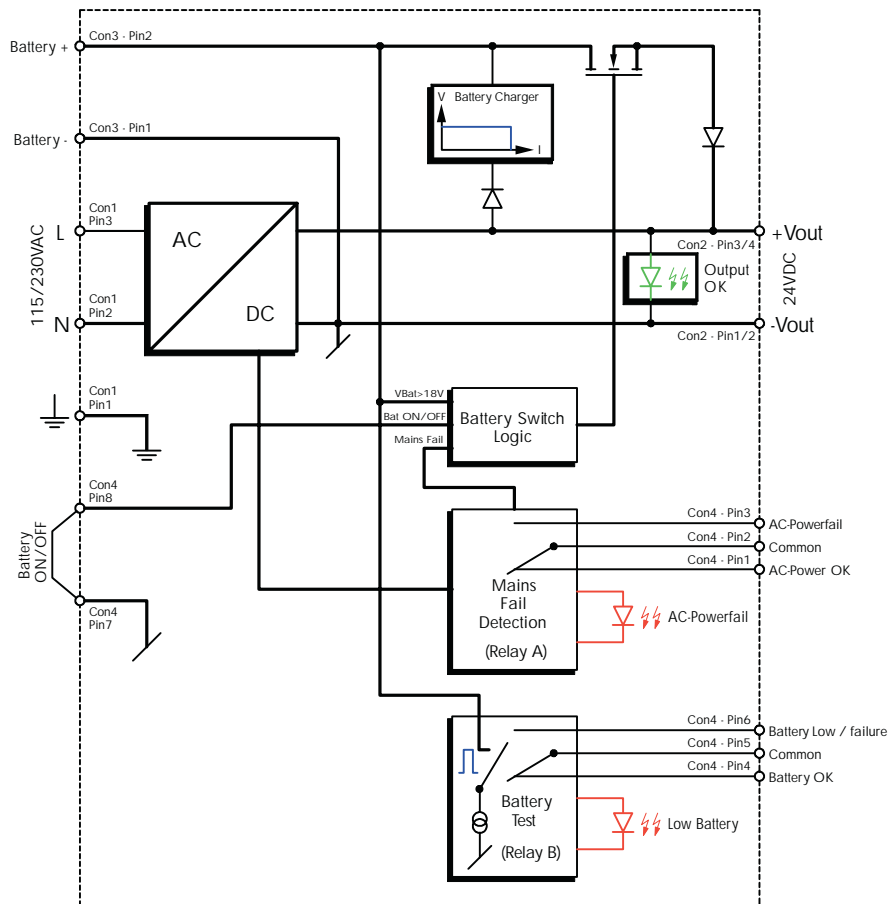 Battery +
Con3 - Pin2
V
Battery Charger
I
Battery -
Con3 - Pin1
L
Con1
Pin3
AC
DC
115/230VAC
N
Con1
Pin2
+Vout
Con2 - Pin3/4
Output
OK
24VDC
-Vout
Con2 - Pin1/2
Con1
Pin1
VBat>18V
Bat ON/OFF
Mains Fail
Battery Switch
Logic
Con4
Pin8
Battery
ON/OFF
Con4
Pin7
Con4 - Pin3
AC-Powerfail
Con4 - Pin2
Common
Con4 - Pin1
AC-Power OK
Mains
Fail
Detection
(Relay A)
AC-Powerfail
Con4 - Pin6
Battery Low / failure
Con4 - Pin5
Common
Con4 - Pin4
Battery OK
Battery
Test
(Relay B)
Low Battery